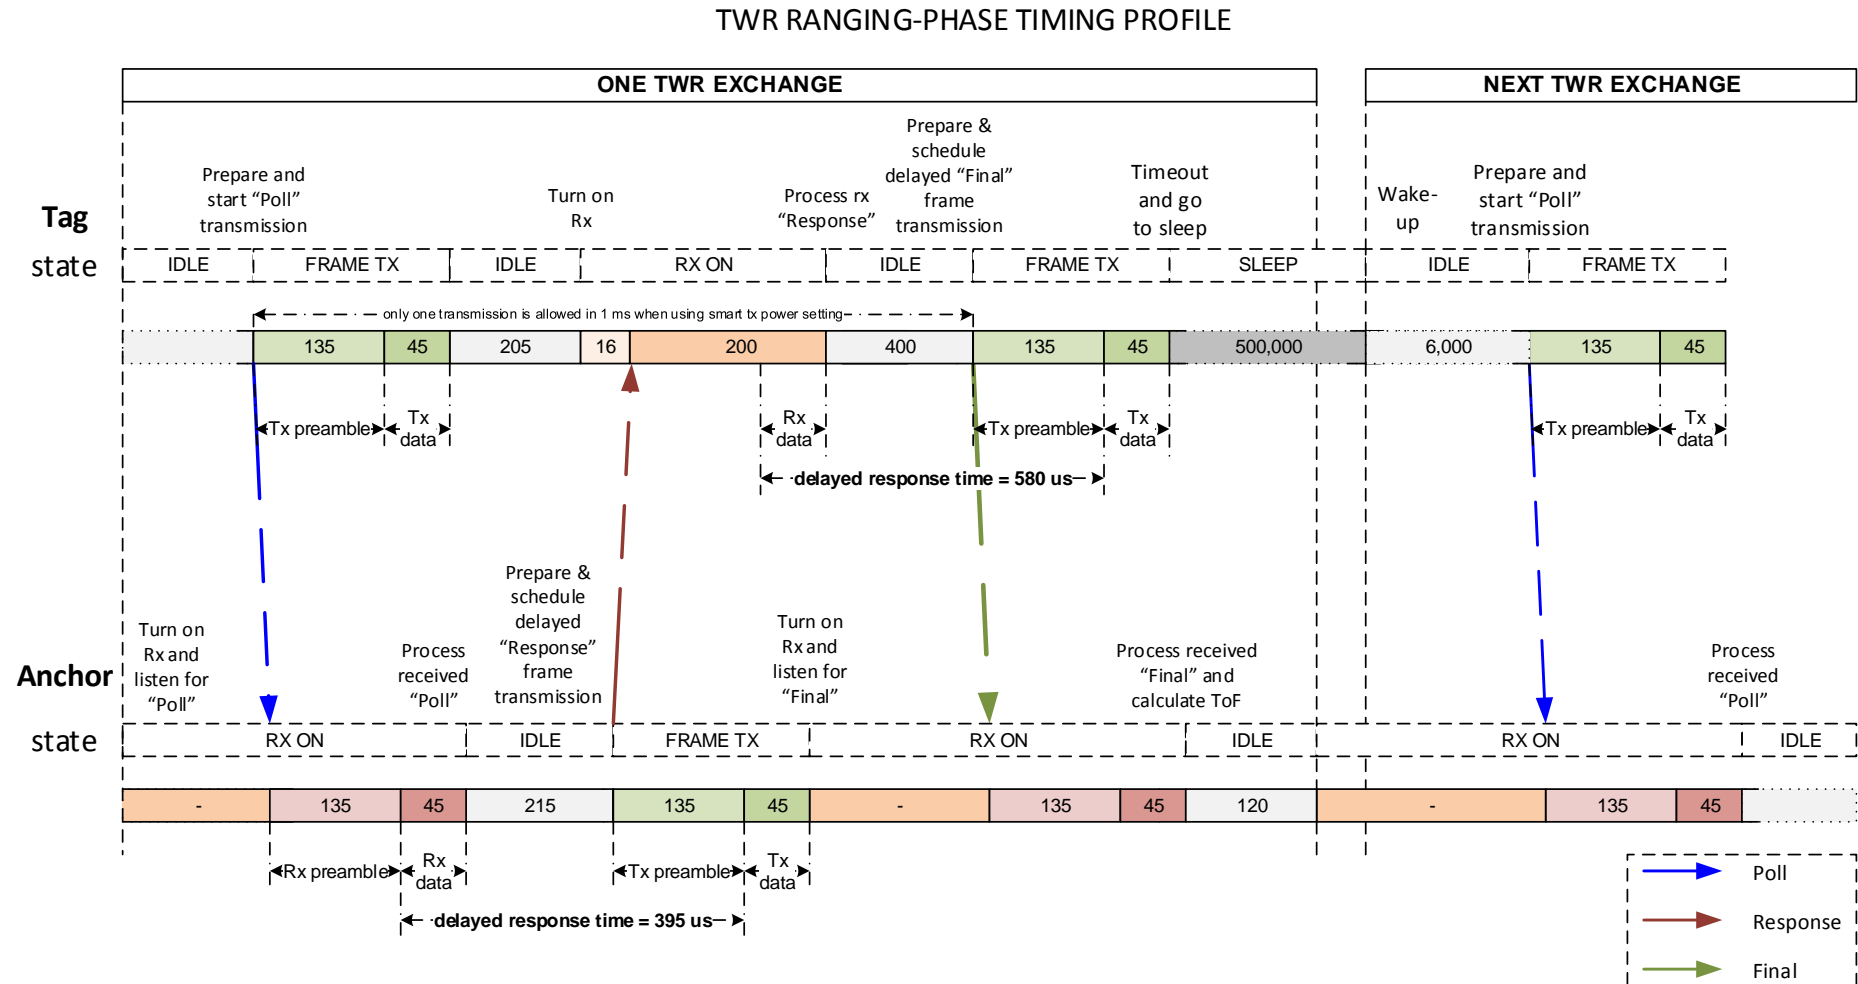 TWR RANGING-PHASE TIMING PROFILE
ONE TWR EXCHANGE
NEXT TWR EXCHANGE
Prepare and
start “Poll”
transmission
Turn on
Rx
Process rx
“Response”
Prepare &
schedule
delayed “Final”
frame
transmission
Timeout
and go
to sleep
Wake-
up
Prepare and
start “Poll”
transmission
Tag
state
IDLE
FRAME TX
IDLE
RX ON
IDLE
FRAME TX
SLEEP
IDLE
FRAME TX
only one transmission is allowed in 1 ms when using smart tx power setting
135
45
205
16
200
400
135
45
500,000
6,000
135
45
Tx preamble
Tx
data
Rx
data
Tx preamble
Tx
data
Tx preamble
Tx
data
delayed response time = 580 us
Turn on
Rx and
listen for
“Poll”
Process
received
“Poll”
Prepare &
schedule
delayed
“Response”
frame
transmission
Turn on
Rx and
listen for
“Final”
Process received
“Final” and
calculate ToF
Process
received
“Poll”
Anchor
state
RX ON
IDLE
FRAME TX
RX ON
IDLE
RX ON
IDLE
-
135
45
215
135
45
-
135
45
120
-
135
45
Rx preamble
Rx
data
Tx preamble
Tx
data
delayed response time = 395 us
Poll
Response
Final